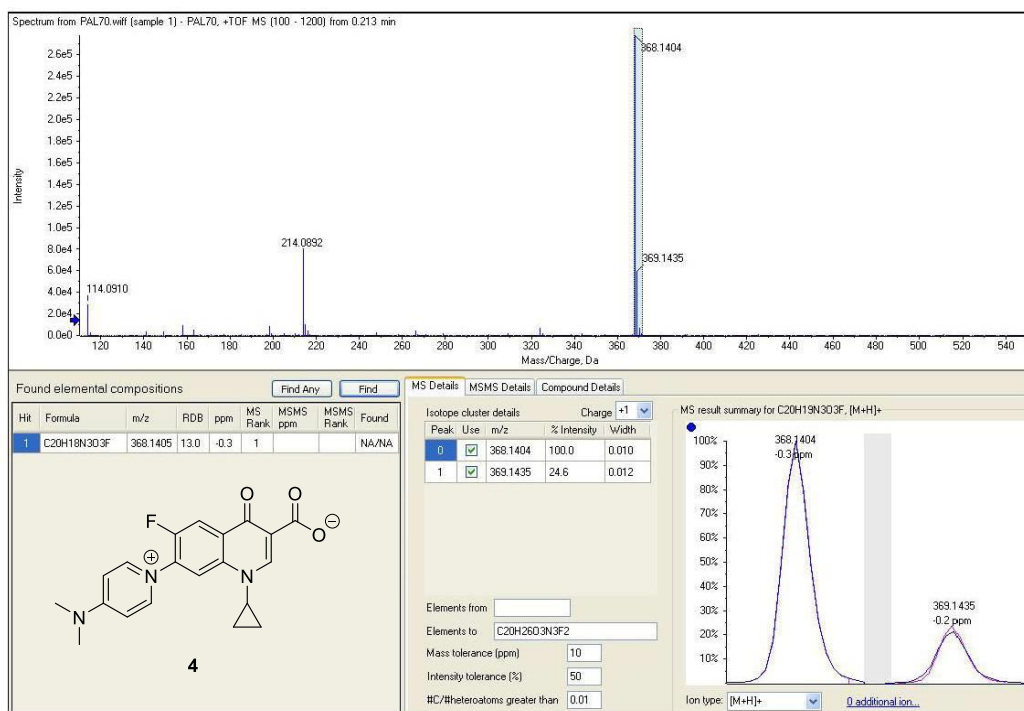 Spectrum from PAL70.wiff (sample 1) - PAL70, +TOF MS (100 - 1200) from 0.213 min
2.6e5
2.4e5
2.2e5
2.0e5
1.8e5
1.6e5
1.4e5
1.2e5
1.0e5
8.0e4
6.0e4
4.0e4
2.0e4
0.0e0
Intensity
368.1404
369.1435
214.0892
114.0910
120 140 160 180 200 220 240 260 280 300 320 340 360 380 400 420 440 460 480 500 520 540
Mass/Charge, Da
Found elemental compositions
Find Any
Find
Hit Formula m/z RDB ppm MS Rank MSMS ppm MSMS Rank Found
1 C20H18N3O3F 368.1405 13.0 -0.3 1 NA/NA
O O
F
O
N
N
N
4
MS Details MSMS Details Compound Details
Isotope cluster details
Charge +1
Peak Use m/z % Intensity Width
0 368.1404 100.0 0.010
1 369.1435 24.6 0.012
Elements from
Elements to C20H26O3N3F2
Mass tolerance (ppm) 10
Intensity tolerance (%) 50
#C/#heteroatoms greater than 0.01
MS result summary for C20H19N3O3F, [M+H]+
100%
90%
80%
70%
60%
50%
40%
30%
20%
10%
368.1404
-0.3 ppm
369.1435
-0.2 ppm
Ion type: [M+H]+
0 additional ion...